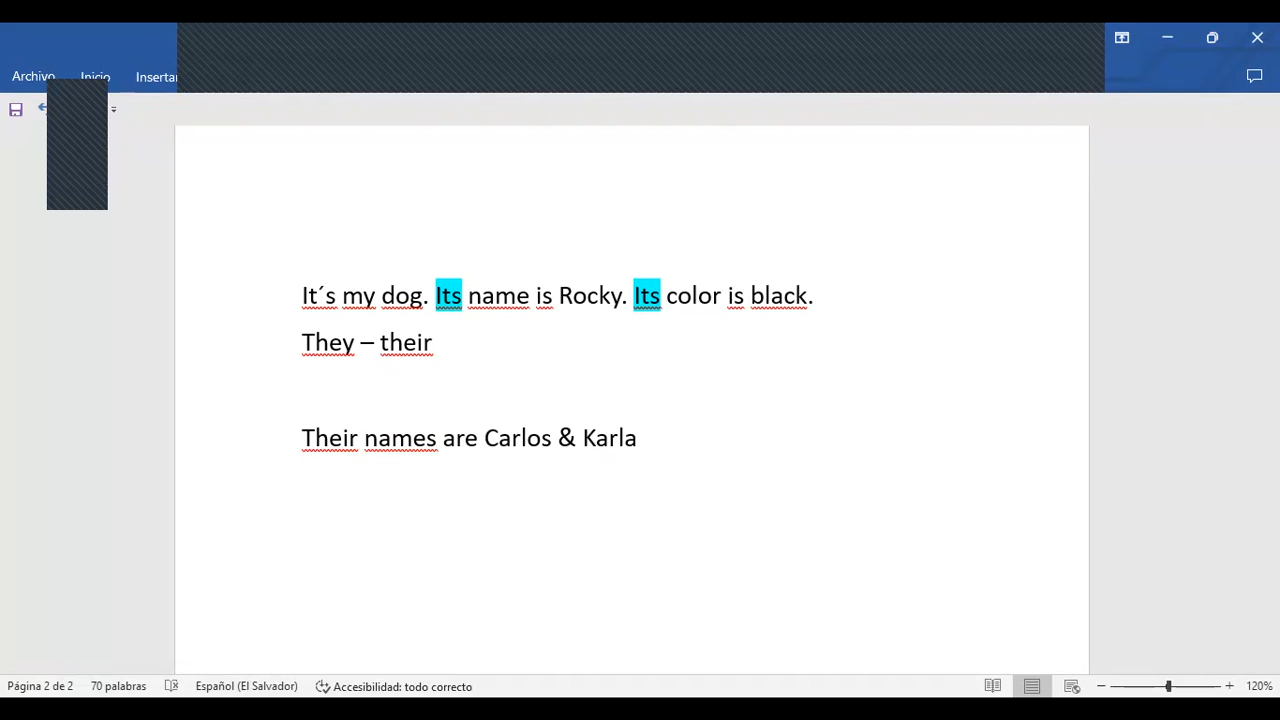 Archivo Inicio Insertar
It´s my dog. Its name is Rocky. Its color is black.
They – their
Their names are Carlos & Karla
Página 2 de 2 70 palabras Español (El Salvador) Accesibilidad: todo correcto 120%